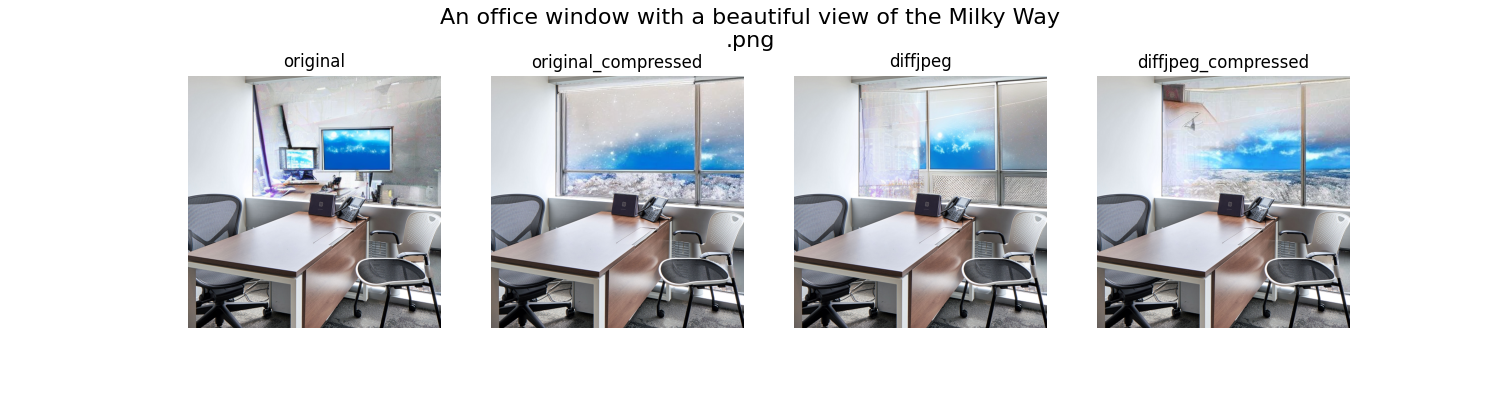 An office window with a beautiful view of the Milky Way
.png
original
original_compressed
diffjpeg
diffjpeg_compressed